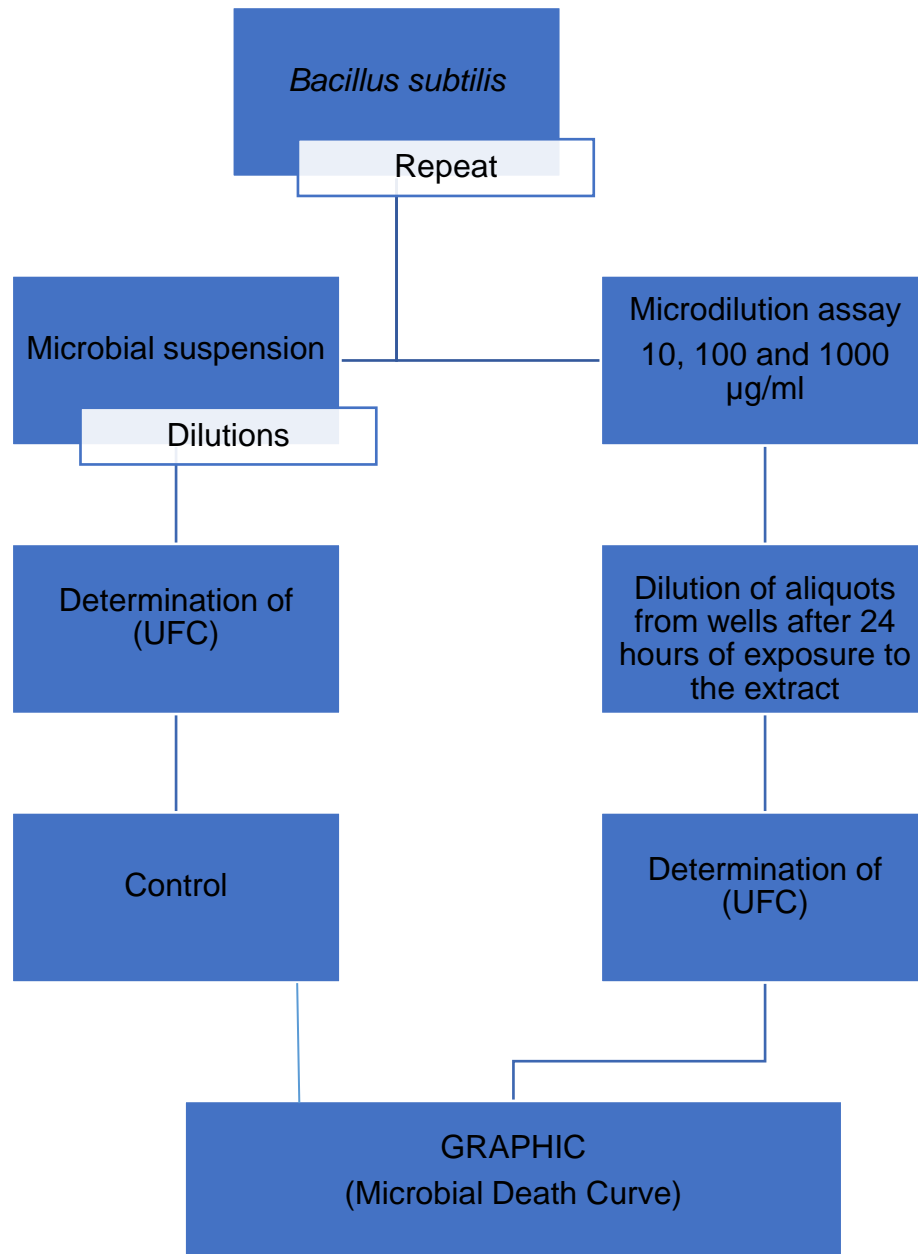 Bacillus subtilis
Repeat
Microbial suspension
Dilutions
Microdilution assay
10, 100 and 1000
µg/ml
Determination of
(UFC)
Dilution of aliquots
from wells after 24
hours of exposure to
the extract
Control
Determination of
(UFC)
GRAPHIC
(Microbial Death Curve)